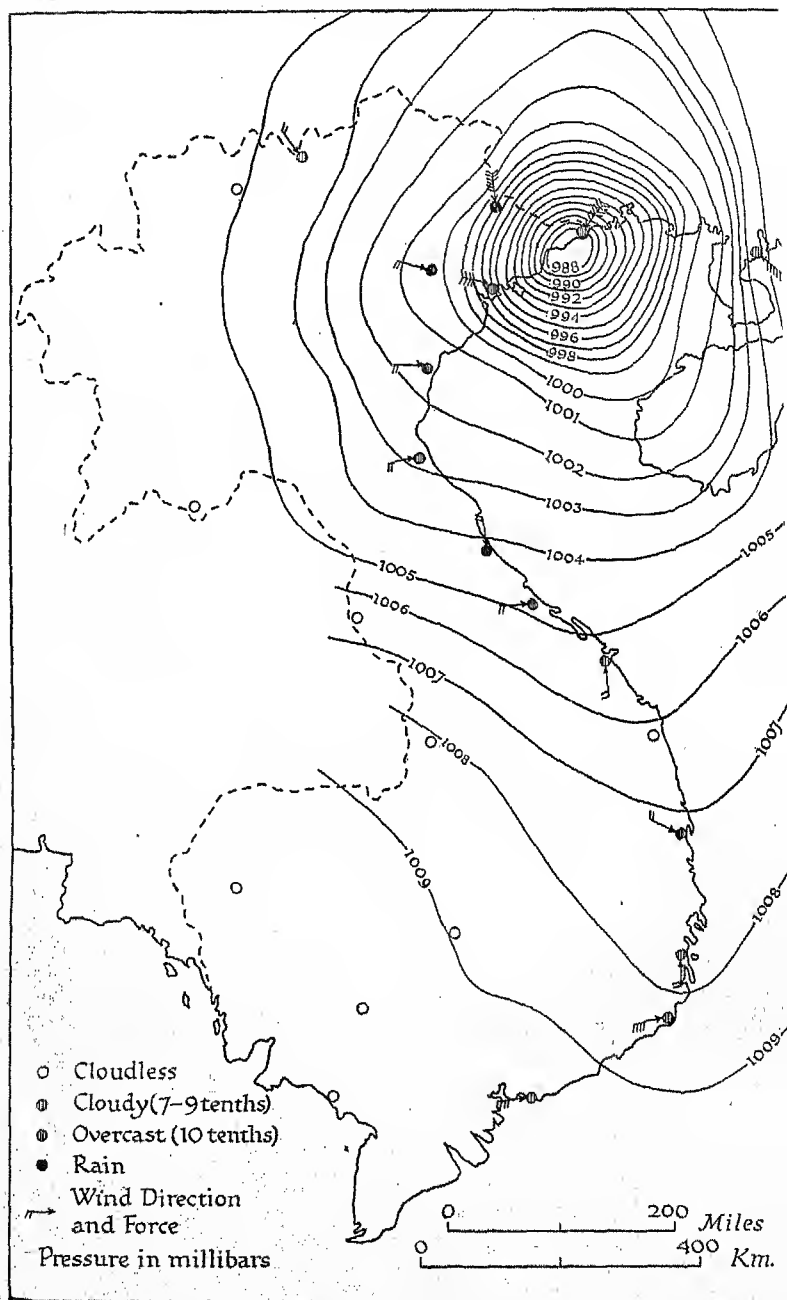 988
990
992
994
996
998
1000
1001
1002
1003
1004
1005
1005
1006
1006
1007
1007
1008
1009
1008
1009
Cloudless
Cloudy (7-9 tenths)
Overcast (10 tenths)
Rain
Wind Direction
and Force
Pressure in millibars
0 200 Miles
0 400 Km.